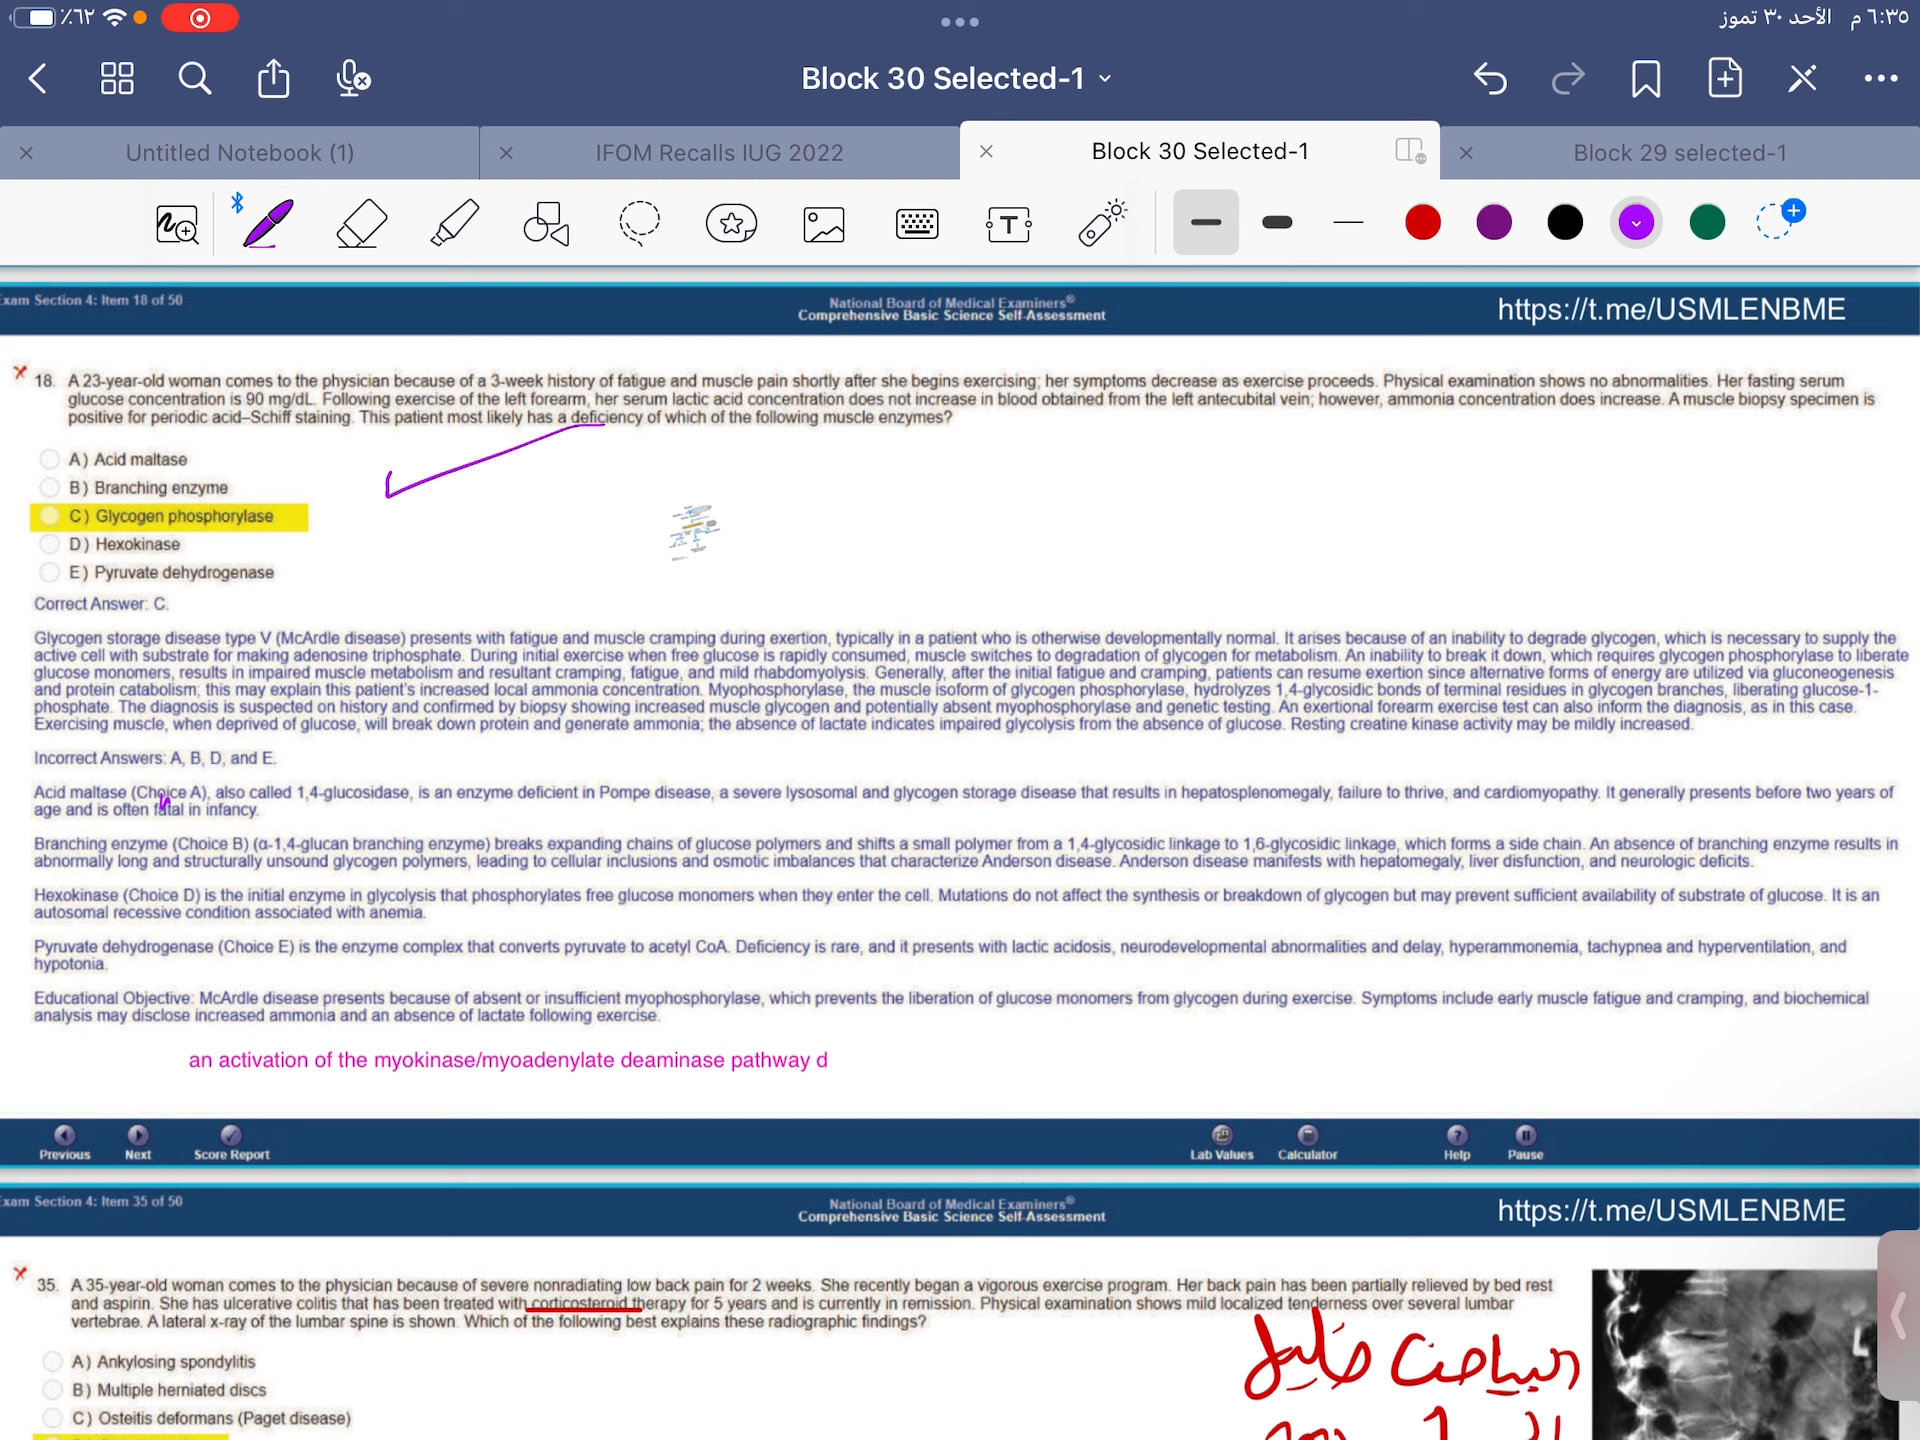 ٪٦٢
٦:٣٥ م الأحد ٣٠ تموز
Block 30 Selected-1
Untitled Notebook (1)
IFOM Recalls IUG 2022
Block 30 Selected-1
Block 29 selected-1
T
xam Section 4: Item 18 of 50
National Board of Medical Examiners®
Comprehensive Basic Science Self-Assessment
https://t.me/USMLENBME
18. A 23-year-old woman comes to the physician because of a 3-week history of fatigue and muscle pain shortly after she begins exercising; her symptoms decrease as exercise proceeds. Physical examination shows no abnormalities. Her fasting serum
glucose concentration is 90 mg/dL. Following exercise of the left forearm, her serum lactic acid concentration does not increase in blood obtained from the left antecubital vein; however, ammonia concentration does increase. A muscle biopsy specimen is
positive for periodic acid–Schiff staining. This patient most likely has a deficiency of which of the following muscle enzymes?
A) Acid maltase
B) Branching enzyme
C) Glycogen phosphorylase
D) Hexokinase
E) Pyruvate dehydrogenase
Correct Answer: C.
Glycogen storage disease type V (McArdle disease) presents with fatigue and muscle cramping during exertion, typically in a patient who is otherwise developmentally normal. It arises because of an inability to degrade glycogen, which is necessary to supply the
active cell with substrate for making adenosine triphosphate. During initial exercise when free glucose is rapidly consumed, muscle switches to degradation of glycogen for metabolism. An inability to break it down, which requires glycogen phosphorylase to liberate
glucose monomers, results in impaired muscle metabolism and resultant cramping, fatigue, and mild rhabdomyolysis. Generally, after the initial fatigue and cramping, patients can resume exertion since alternative forms of energy are utilized via gluconeogenesis
and protein catabolism; this may explain this patient's increased local ammonia concentration. Myophosphorylase, the muscle isoform of glycogen phosphorylase, hydrolyzes 1,4-glycosidic bonds of terminal residues in glycogen branches, liberating glucose-1-
phosphate. The diagnosis is suspected on history and confirmed by biopsy showing increased muscle glycogen and potentially absent myophosphorylase and genetic testing. An exertional forearm exercise test can also inform the diagnosis, as in this case.
Exercising muscle, when deprived of glucose, will break down protein and generate ammonia; the absence of lactate indicates impaired glycolysis from the absence of glucose. Resting creatine kinase activity may be mildly increased.
Incorrect Answers: A, B, D, and E.
Acid maltase (Choice A), also called 1,4-glucosidase, is an enzyme deficient in Pompe disease, a severe lysosomal and glycogen storage disease that results in hepatosplenomegaly, failure to thrive, and cardiomyopathy. It generally presents before two years of
age and is often fatal in infancy.
Branching enzyme (Choice B) (α-1,4-glucan branching enzyme) breaks expanding chains of glucose polymers and shifts a small polymer from a 1,4-glycosidic linkage to 1,6-glycosidic linkage, which forms a side chain. An absence of branching enzyme results in
abnormally long and structurally unsound glycogen polymers, leading to cellular inclusions and osmotic imbalances that characterize Anderson disease. Anderson disease manifests with hepatomegaly, liver disfunction, and neurologic deficits.
Hexokinase (Choice D) is the initial enzyme in glycolysis that phosphorylates free glucose monomers when they enter the cell. Mutations do not affect the synthesis or breakdown of glycogen but may prevent sufficient availability of substrate of glucose. It is an
autosomal recessive condition associated with anemia.
Pyruvate dehydrogenase (Choice E) is the enzyme complex that converts pyruvate to acetyl CoA. Deficiency is rare, and it presents with lactic acidosis, neurodevelopmental abnormalities and delay, hyperammonemia, tachypnea and hyperventilation, and
hypotonia.
Educational Objective: McArdle disease presents because of absent or insufficient myophosphorylase, which prevents the liberation of glucose monomers from glycogen during exercise. Symptoms include early muscle fatigue and cramping, and biochemical
analysis may disclose increased ammonia and an absence of lactate following exercise.
an activation of the myokinase/myoadenylate deaminase pathway d
Previous
Next
Score Report
Lab Values
Calculator
Help
Pause
xam Section 4: Item 35 of 50
National Board of Medical Examiners®
Comprehensive Basic Science Self-Assessment
https://t.me/USMLENBME
35. A 35-year-old woman comes to the physician because of severe nonradiating low back pain for 2 weeks. She recently began a vigorous exercise program. Her back pain has been partially relieved by bed rest
and aspirin. She has ulcerative colitis that has been treated with corticosteroid therapy for 5 years and is currently in remission. Physical examination shows mild localized tenderness over several lumbar
vertebrae. A lateral x-ray of the lumbar spine is shown. Which of the following best explains these radiographic findings?
A) Ankylosing spondylitis
B) Multiple herniated discs
C) Osteitis deformans (Paget disease)
L